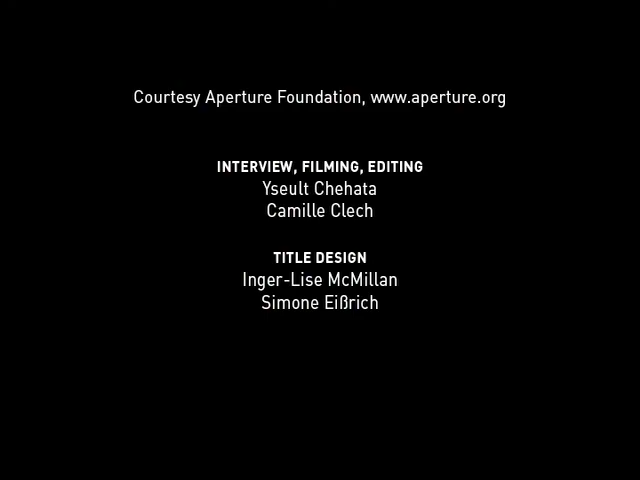 Courtesy Aperture Foundation, www.aperture.org
INTERVIEW, FILMING, EDITING
Yseult Chehata
Camille Clech
TITLE DESIGN
Inger-Lise McMillan
Simone Eißrich